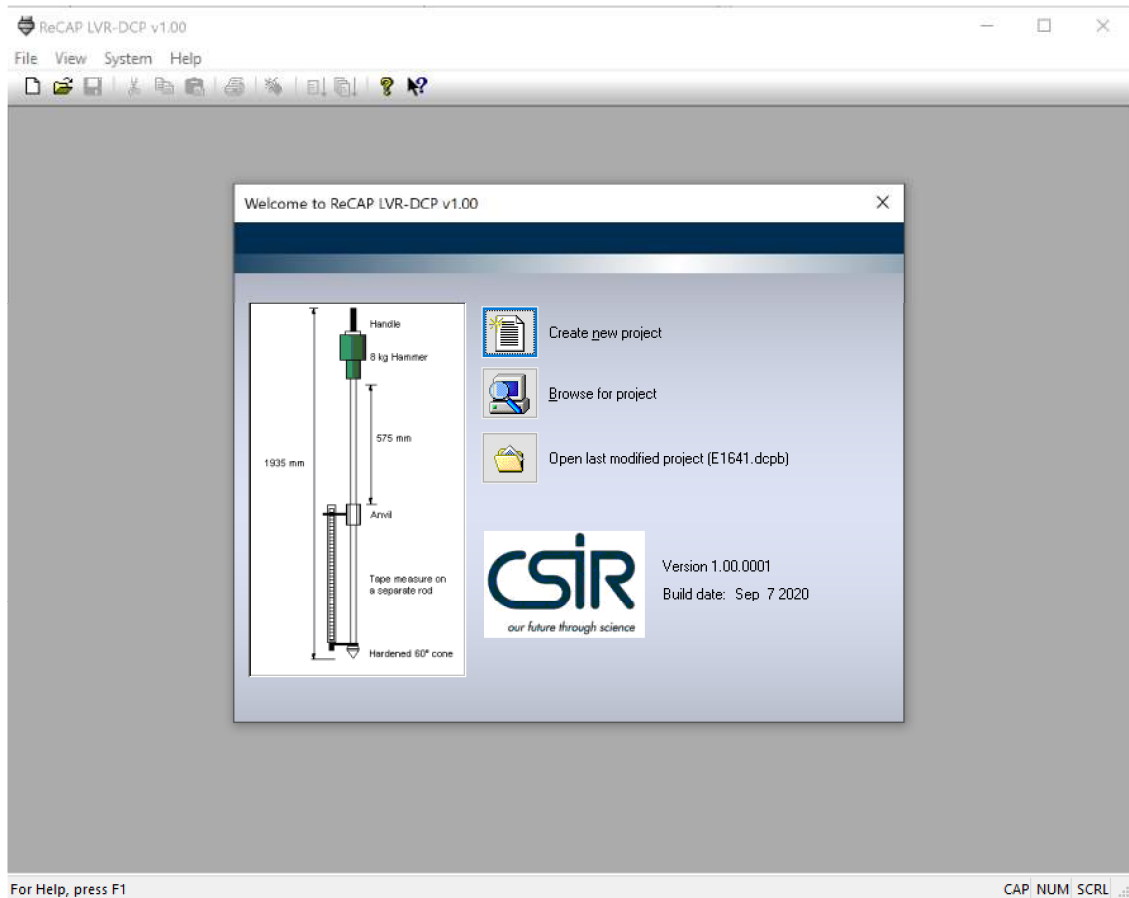 ReCAP LVR-DCP v1.00
File View System Help
Welcome to ReCAP LVR-DCP v1.00
Handle
8 kg Hammer
575 mm
1935 mm
Anvil
Tape measure on
a separate rod
Hardened 60° cone
Create new project
Browse for project
Open last modified project (E1641.dcpb)
CSIR
our future through science
Version 1.00.0001
Build date: Sep 7 2020
For Help, press F1
CAP NUM SCRL